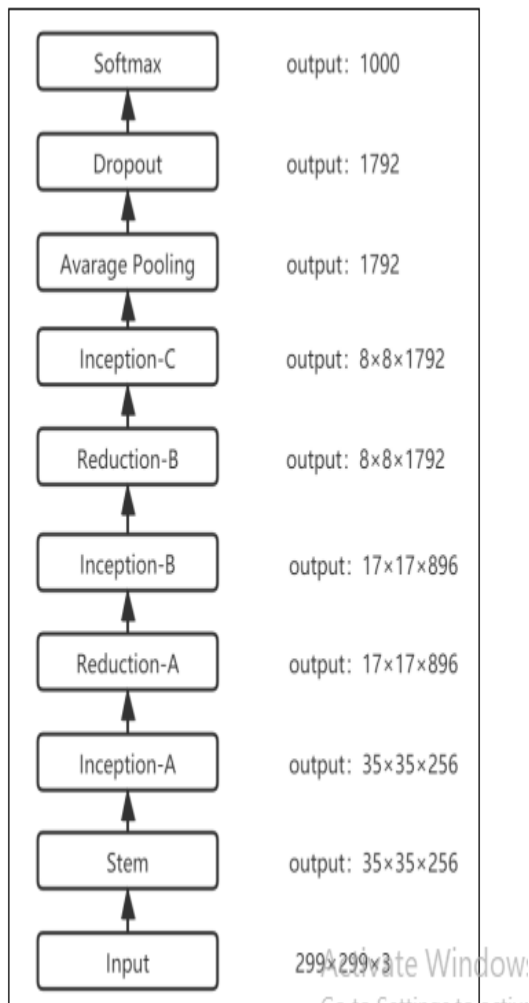 Softmax output: 1000
Dropout output: 1792
Avarage Pooling output: 1792
Inception-C output: 8×8×1792
Reduction-B output: 8×8×1792
Inception-B output: 17×17×896
Reduction-A output: 17×17×896
Inception-A output: 35×35×256
Stem output: 35×35×256
Input 299×299×3
Activate Windows